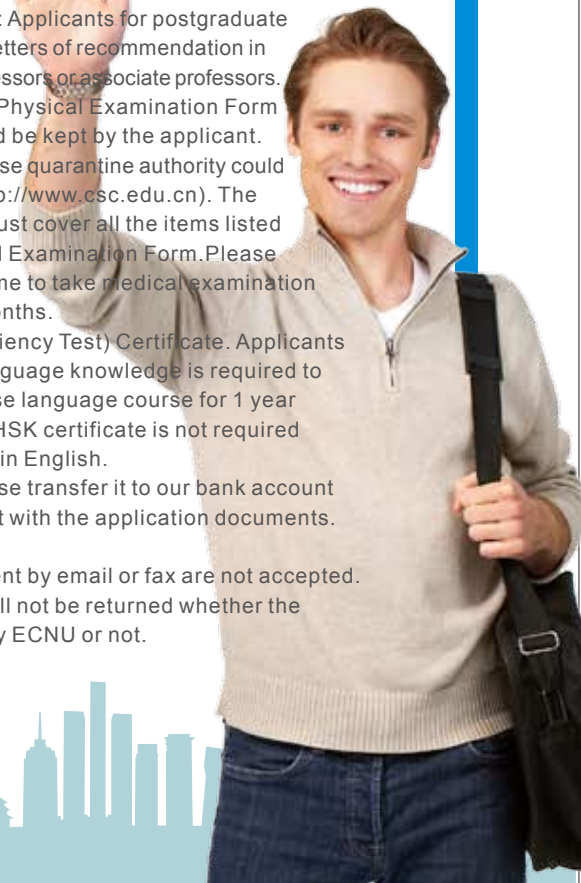 : Applicants for postgraduate
etters of recommendation in
essors or associate professors.
Physical Examination Form
d be kept by the applicant.
se quarantine authority could
p://www.csc.edu.cn). The
ust cover all the items listed
l Examination Form.Please
me to take medical examination
onths.
iency Test) Certificate. Applicants
nguage knowledge is required to
se language course for 1 year
HSK certificate is not required
in English.
se transfer it to our bank account
t with the application documents.
ent by email or fax are not accepted.
ll not be returned whether the
y ECNU or not.